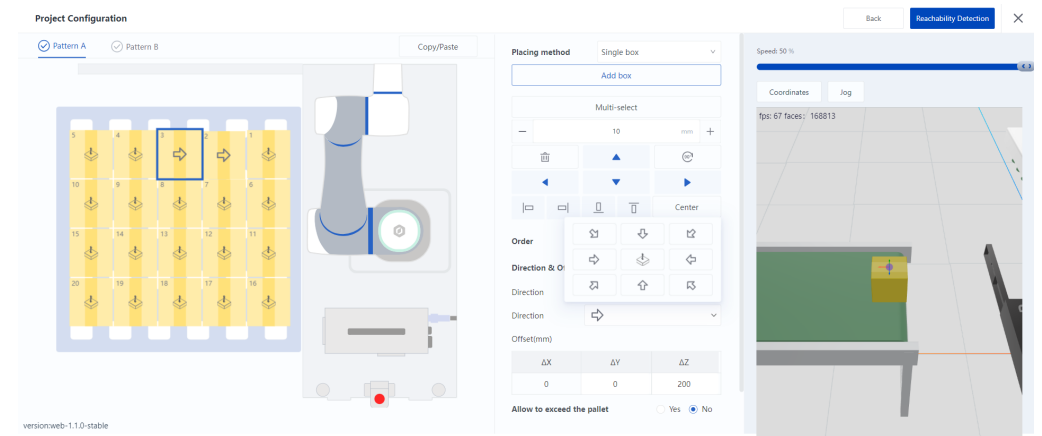 Project Configuration
Back
Reachability Detection
Pattern A
Pattern B
Copy/Paste
5 4 3 2 1
10 9 8 7 6
15 14 13 12 11
20 19 18 17 16
version:web-1.1.0-stable
Placing method
Single box
Add box
Multi-select
10 mm
Center
Order
Direction & Of
Direction
Direction
Offset(mm)
ΔX ΔY ΔZ
0 0 200
Allow to exceed the pallet
Yes
No
Speed: 50 %
Coordinates
Jog
fps: 67 faces: 168813